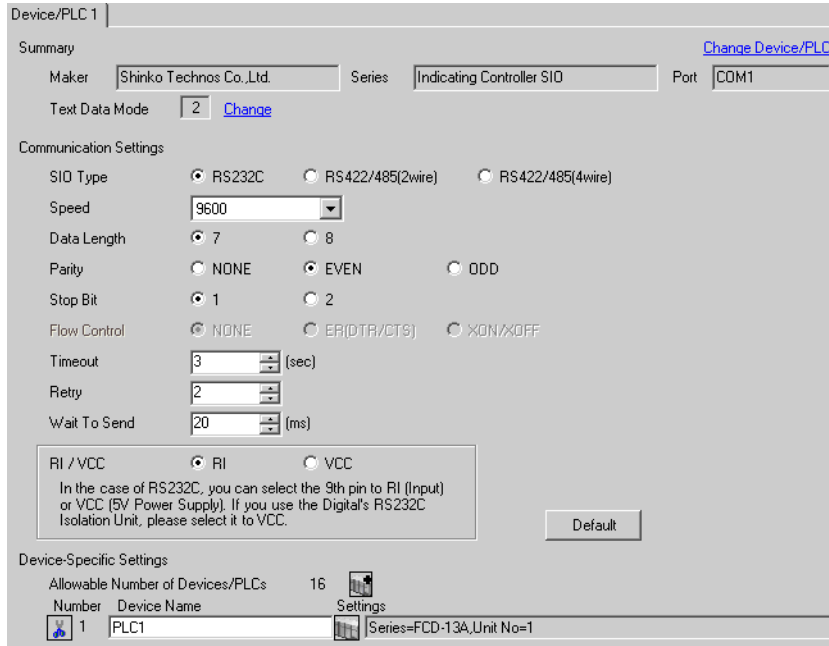 Device/PLC 1
Summary
Change Device/PLC
Maker Shinko Technos Co.,Ltd. Series Indicating Controller SIO Port COM1
Text Data Mode 2 Change
Communication Settings
SIO Type RS232C RS422/485(2wire) RS422/485(4wire)
Speed 9600
Data Length 7 8
Parity NONE EVEN ODD
Stop Bit 1 2
Flow Control NONE ER(DTR/CTS) XON/XOFF
Timeout 3 (sec)
Retry 2
Wait To Send 20 (ms)
RI / VCC RI VCC
In the case of RS232C, you can select the 9th pin to RI (Input)
or VCC (5V Power Supply). If you use the Digital's RS232C
Isolation Unit, please select it to VCC.
Default
Device-Specific Settings
Allowable Number of Devices/PLCs 16
Number Device Name Settings
1 PLC1 Series=FCD-13A,Unit No=1